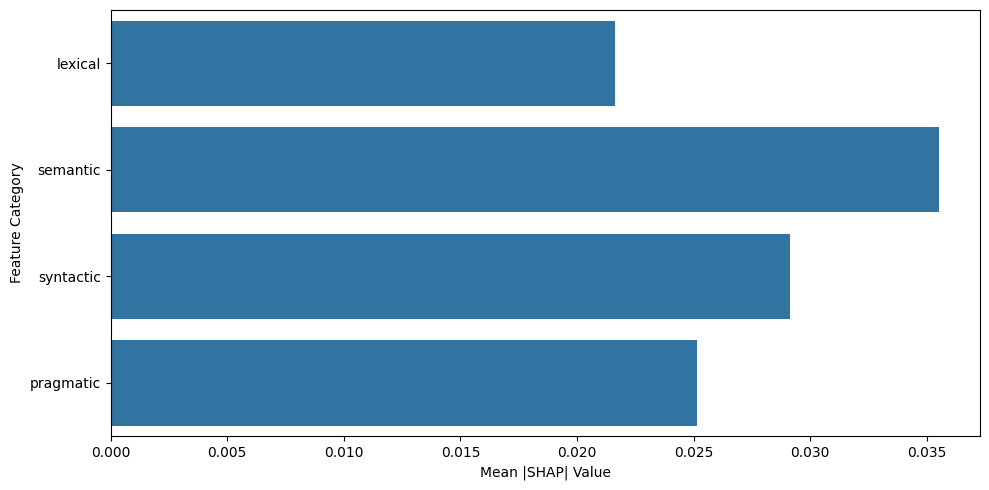 lexical
semantic
syntactic
pragmatic
Feature Category
0.000 0.005 0.010 0.015 0.020 0.025 0.030 0.035
Mean |SHAP| Value